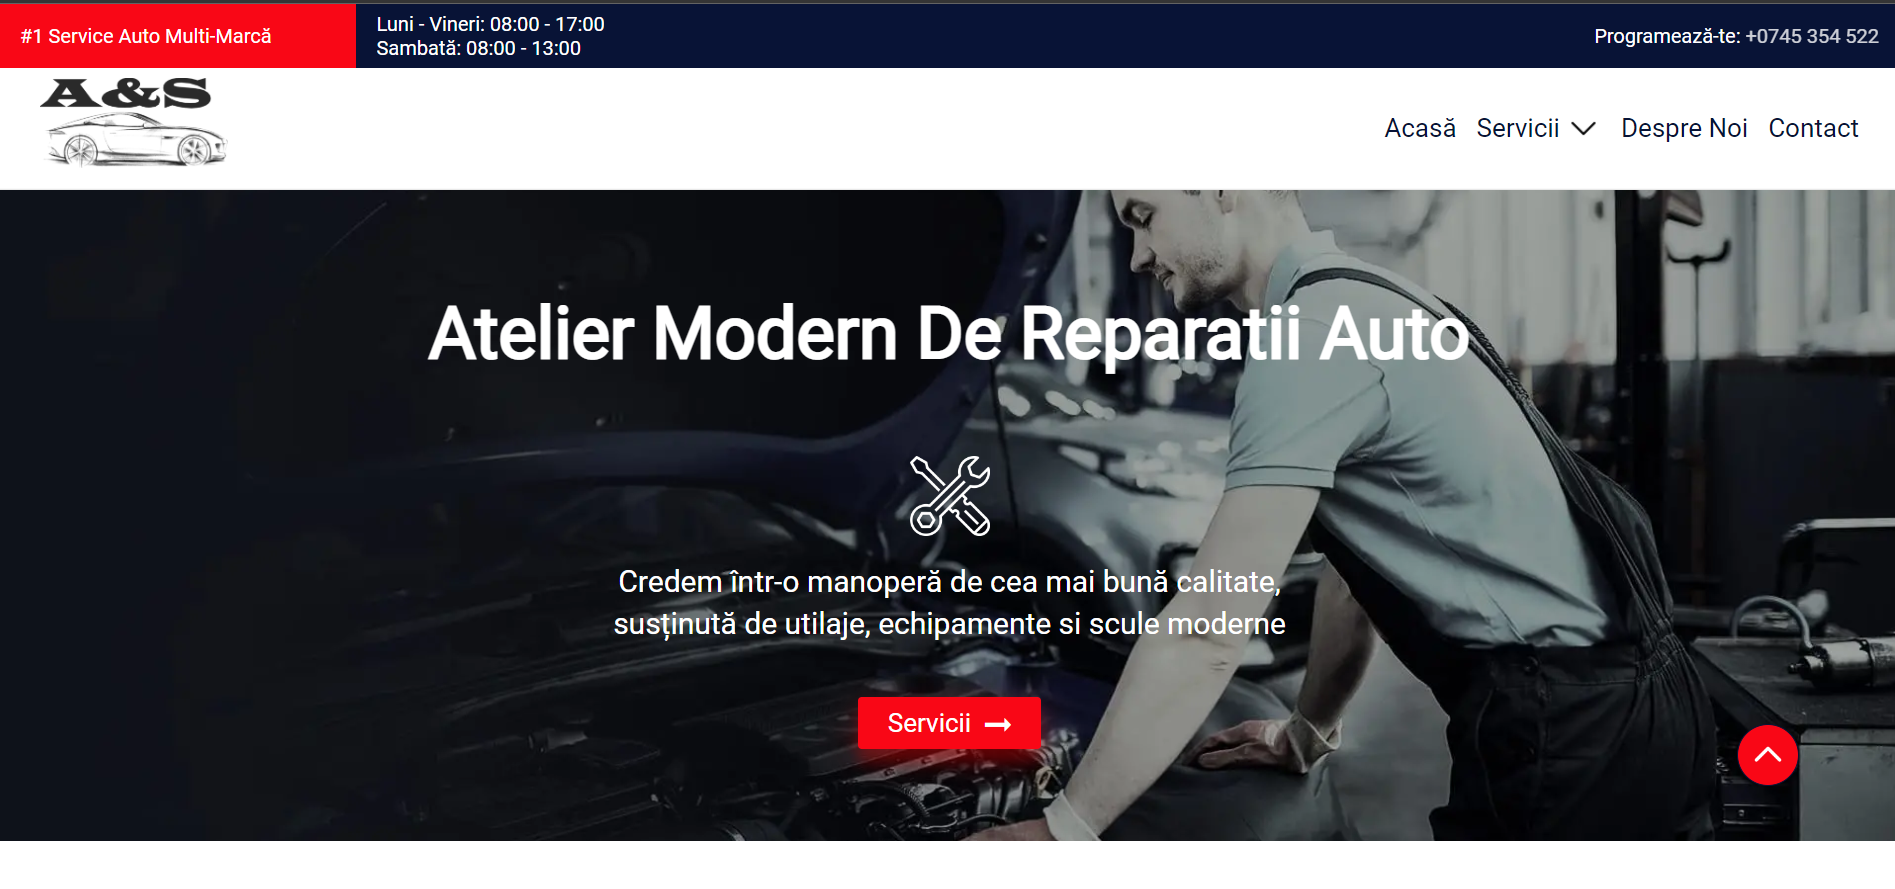 #1 Service Auto Multi-Marcă
Luni - Vineri: 08:00 - 17:00
Sambată: 08:00 - 13:00
Programează-te: +0745 354 522
A&S
Acasă Servicii Despre Noi Contact
Atelier Modern De Reparatii Auto
Credem într-o manoperă de cea mai bună calitate,
susținută de utilaje, echipamente si scule moderne
Servicii